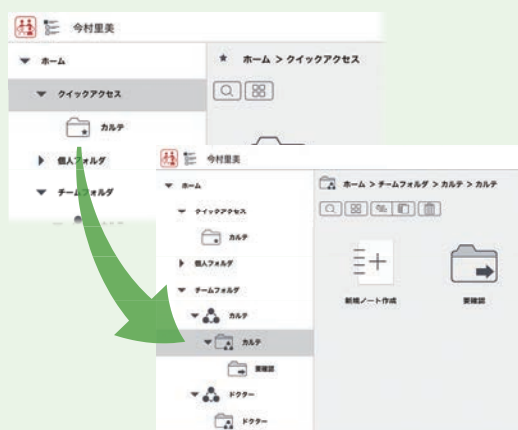 今村里美
ホーム
クイックアクセス
カルテ
個人フォルダ
チームフォルダ
ホーム > クイックアクセス
今村里美
ホーム
クイックアクセス
カルテ
個人フォルダ
チームフォルダ
カルテ
カルテ
要確認
ドクター
ドクター
ホーム > チームフォルダ > カルテ > カルテ
新規ノート作成
要確認